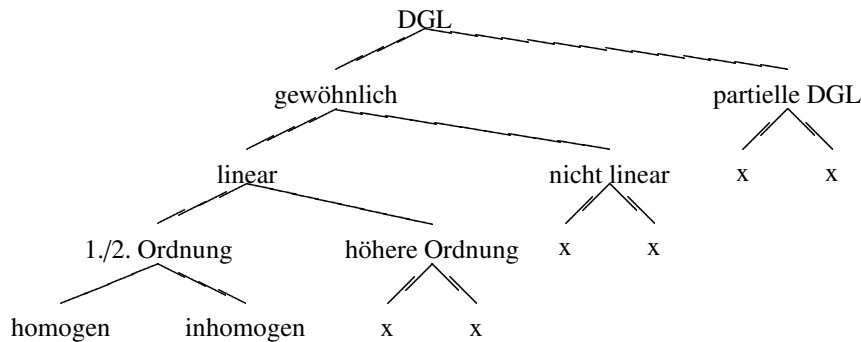 DGL
gewöhnlich partielle DGL
linear nicht linear x x
1./2. Ordnung höhere Ordnung x x
homogen inhomogen x x